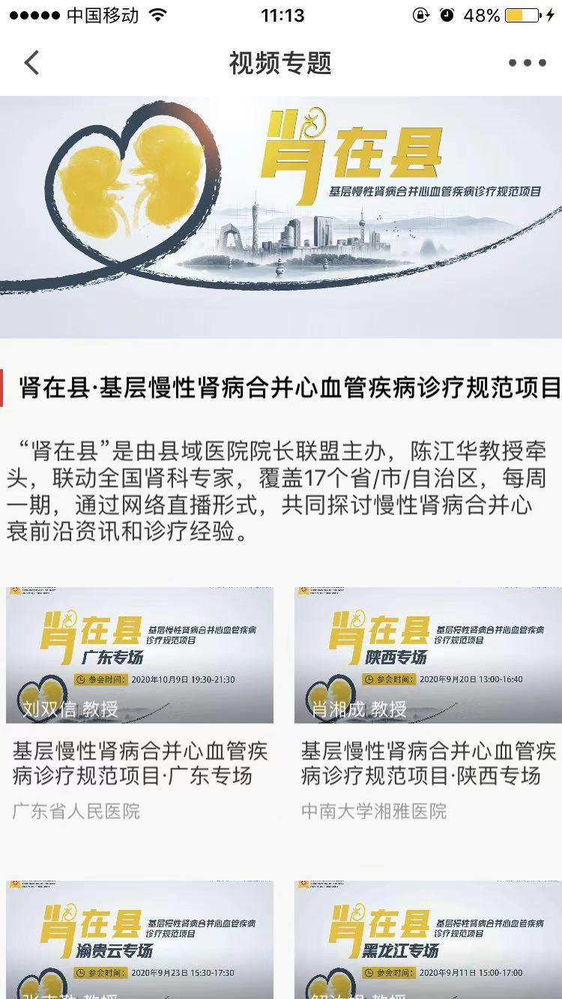 中国移动
11:13
48%
视频专题
肾在县
基层慢性肾病合并心血管疾病诊疗规范项目
肾在县·基层慢性肾病合并心血管疾病诊疗规范项目
“肾在县”是由县域医院院长联盟主办，陈江华教授牵
头，联动全国肾科专家，覆盖17个省/市/自治区，每周
一期，通过网络直播形式，共同探讨慢性肾病合并心
衰前沿资讯和诊疗经验。
肾在县
基层慢性肾病合并心血管疾病
诊疗规范项目
广东专场
参会时间：
2020年10月9日 19:30-21:30
刘双信 教授
基层慢性肾病合并心血管疾
病诊疗规范项目·广东专场
广东省人民医院
肾在县
基层慢性肾病合并心血管疾病
诊疗规范项目
陕西专场
参会时间：
2020年9月20日 13:00-16:40
肖湘成 教授
基层慢性肾病合并心血管疾
病诊疗规范项目·陕西专场
中南大学湘雅医院
肾在县
基层慢性肾病合并心血管疾病
诊疗规范项目
渝贵云专场
参会时间：
2020年9月23日 15:30-17:30
肾在县
基层慢性肾病合并心血管疾病
诊疗规范项目
黑龙江专场
参会时间：
2020年9月11日 15:00-17:00